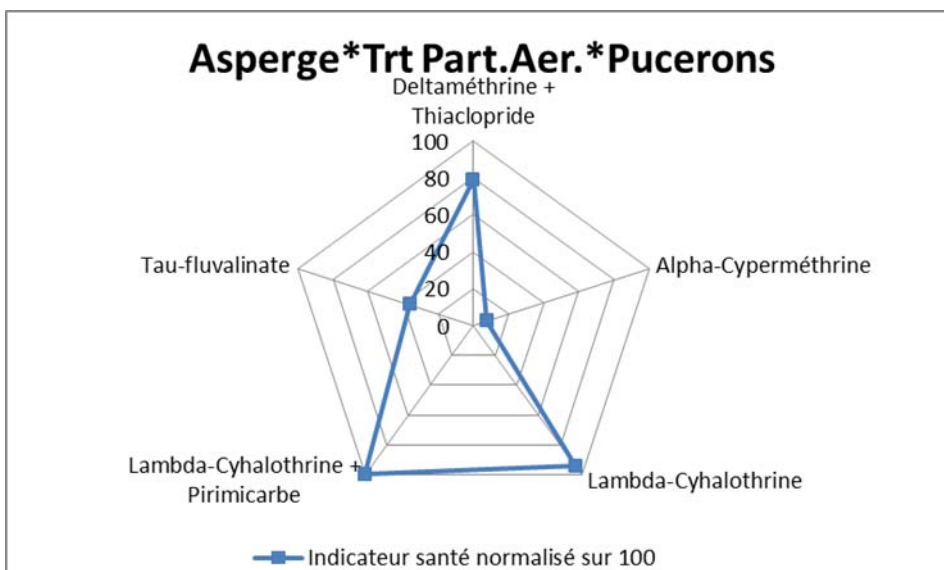 Asperge*Trt Part.Aer.*Pucerons
Deltaméthrine +
Thiaclopride
100
80
60
40
20
0
Tau-fluvalinate
Alpha-Cyperméthrine
Lambda-Cyhalothrine +
Pirimicarbe
Lambda-Cyhalothrine
Indicateur santé normalisé sur 100